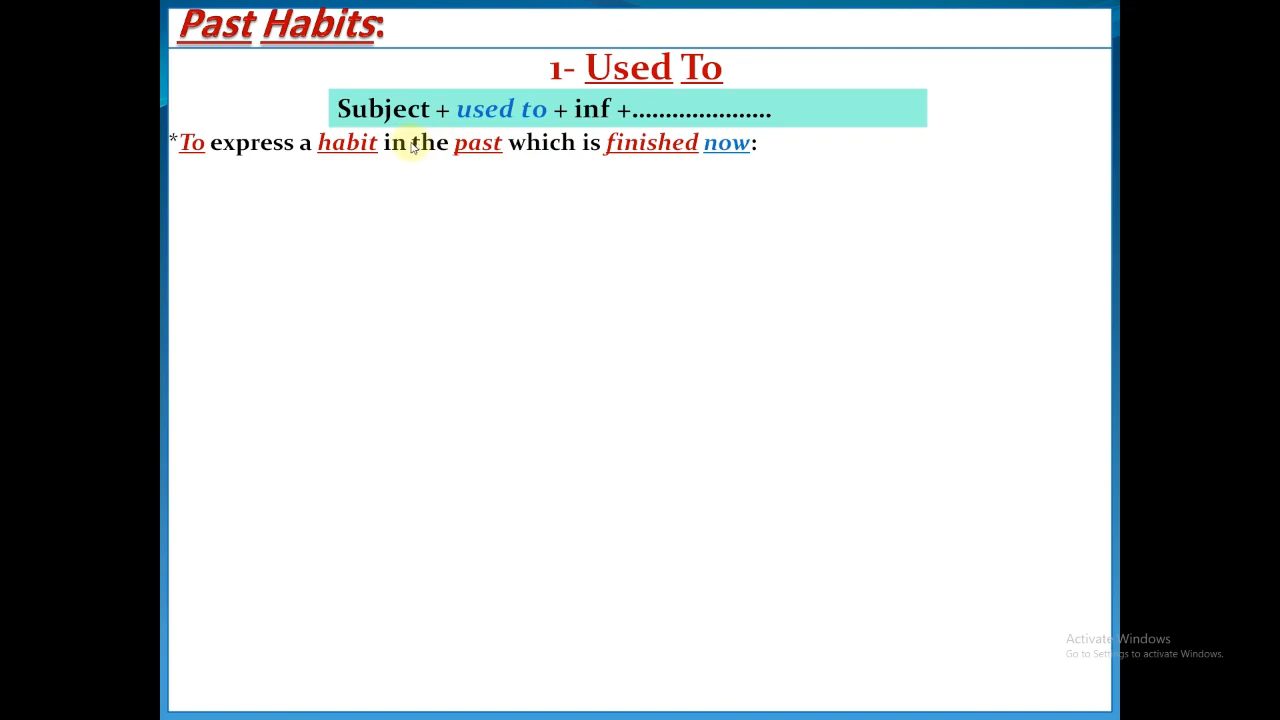 Past Habits:
1- Used To
Subject + used to + inf +.....................
*To express a habit in the past which is finished now:
Activate Windows
Go to Settings to activate Windows.